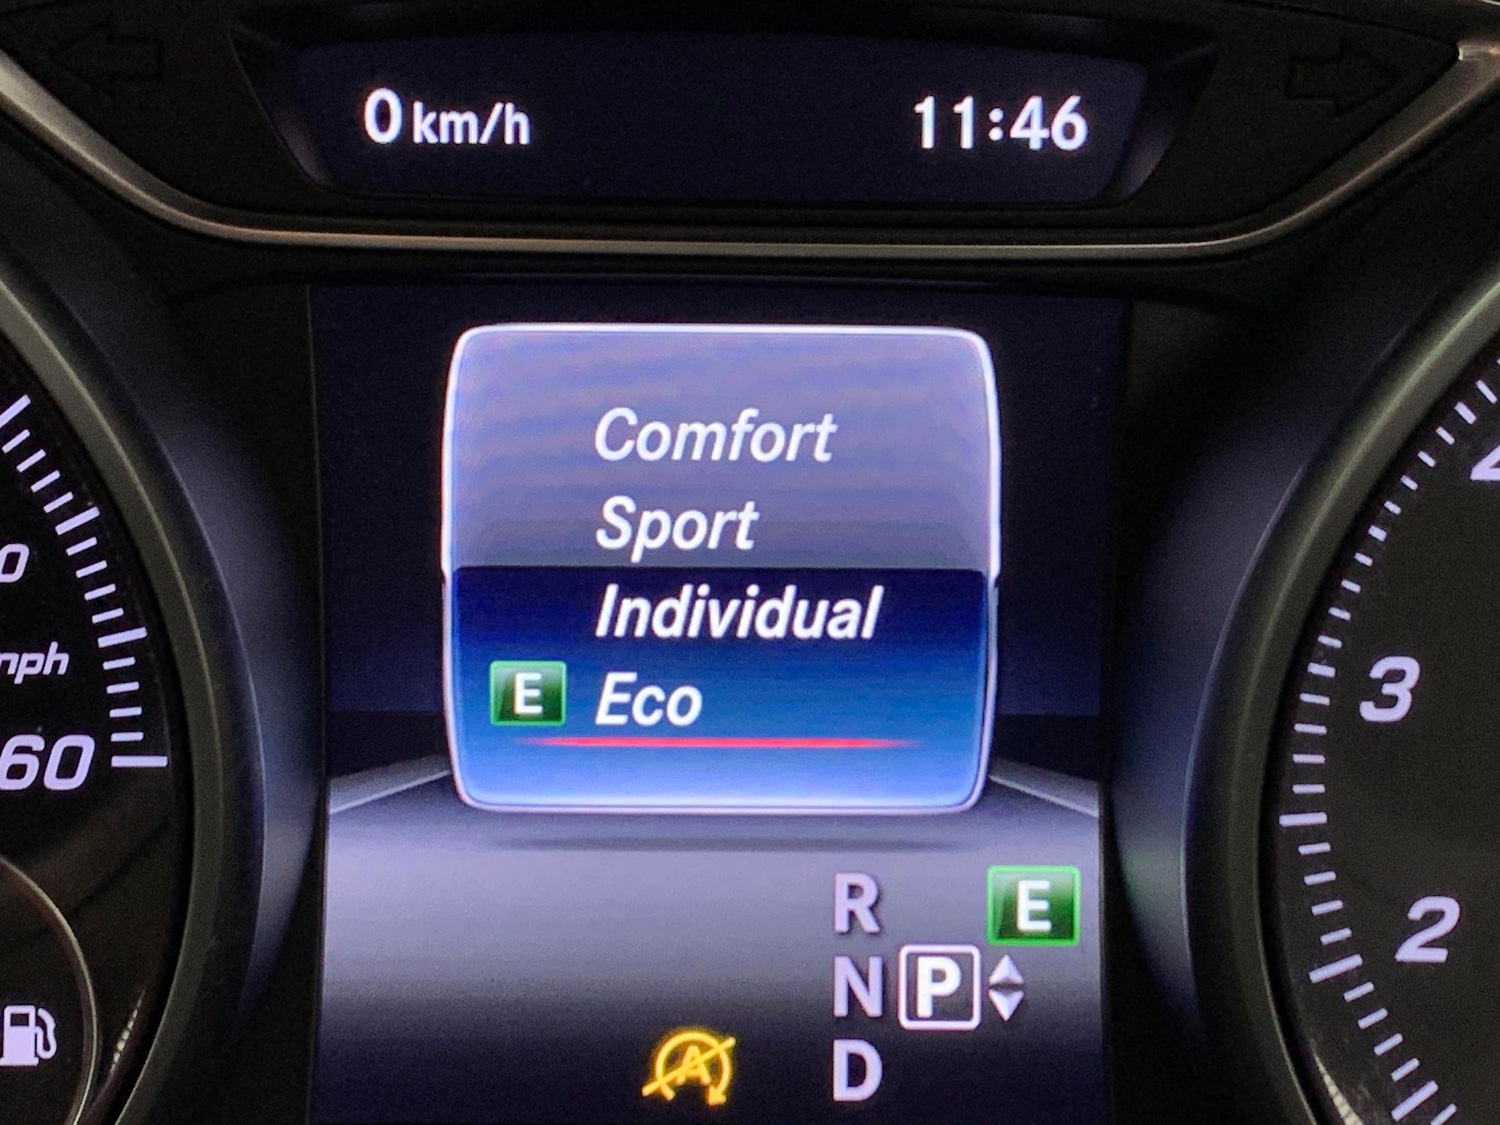 0 km/h 11:46
Comfort
Sport
Individual
E Eco
60
3
2
R E
N P
D
A